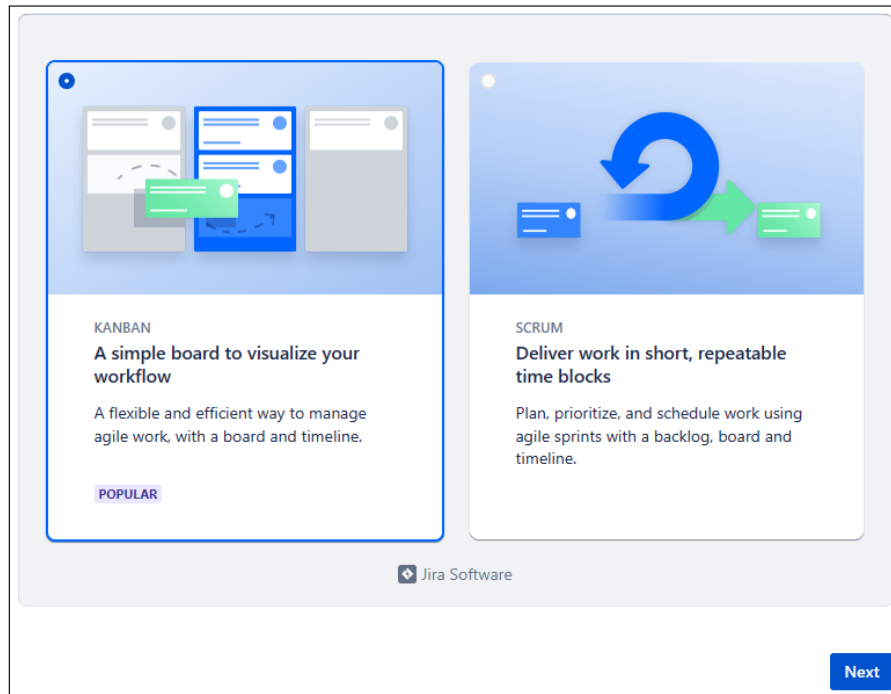 KANBAN
A simple board to visualize your
workflow
A flexible and efficient way to manage
agile work, with a board and timeline.
POPULAR
SCRUM
Deliver work in short, repeatable
time blocks
Plan, prioritize, and schedule work using
agile sprints with a backlog, board and
timeline.
Jira Software
Next